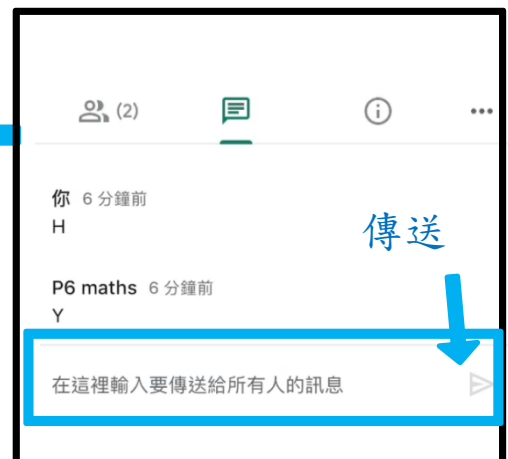 (2)
你 6 分鐘前
H
傳送
P6 maths 6 分鐘前
Y
在這裡輸入要傳送給所有人的訊息